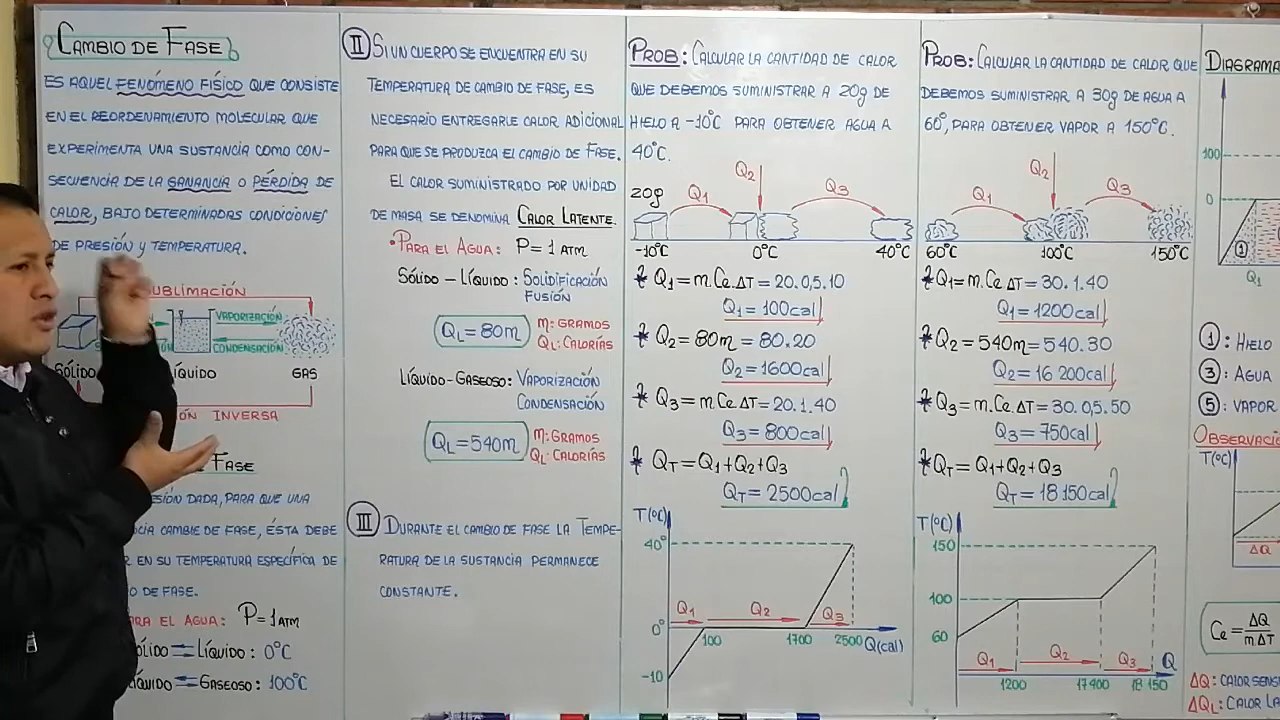 CAMBIO DE FASE
ES AQUEL FENÓMENO FÍSICO QUE CONSISTE
EN EL REORDENAMIENTO MOLECULAR QUE
EXPERIMENTA UNA SUSTANCIA COMO CON-
SECUENCIA DE LA GANANCIA O PÉRDIDA DE
CALOR, BAJO DETERMINADAS CONDICIONES
DE PRESIÓN Y TEMPERATURA.
SUBLIMACIÓN
VAPORIZACIÓN
CONDENSACIÓN
SÓLIDO LÍQUIDO GAS
INVERSA
FASE
DADA, PARA QUE UNA
CAMBIE DE FASE, ÉSTA DEBE
EN SU TEMPERATURA ESPECÍFICA DE
DE FASE.
PARA EL AGUA: P=1ATM
SÓLIDO ⇌ LÍQUIDO: 0°C
LÍQUIDO ⇌ GASEOSO: 100°C
II SI UN CUERPO SE ENCUENTRA EN SU
TEMPERATURA DE CAMBIO DE FASE, ES
NECESARIO ENTREGARLE CALOR ADICIONAL
PARA QUE SE PRODUZCA EL CAMBIO DE FASE.
EL CALOR SUMINISTRADO POR UNIDAD
DE MASA SE DENOMINA CALOR LATENTE.
•PARA EL AGUA: P=1 ATM
SÓLIDO – LÍQUIDO: SOLIDIFICACIÓN
FUSIÓN
QL=80m
m: GRAMOS
QL: CALORÍAS
LÍQUIDO-GASEOSO: VAPORIZACIÓN
CONDENSACIÓN
QL=540m
m: GRAMOS
QL: CALORÍAS
III DURANTE EL CAMBIO DE FASE LA TEMPE-
RATURA DE LA SUSTANCIA PERMANECE
CONSTANTE.
PROB: CALCULAR LA CANTIDAD DE CALOR
QUE DEBEMOS SUMINISTRAR A 20g DE
HIELO A -10°C PARA OBTENER AGUA A
40°C.
20g Q1 Q2 Q3
-10°C 0°C 40°C
* Q1=m.Ce.ΔT=20.0,5.10
Q1=100cal
* Q2=80m=80.20
Q2=1600cal
* Q3=m.Ce.ΔT=20.1.40
Q3=800cal
* QT=Q1+Q2+Q3
QT=2500cal
T(°C)
40°
Q1 Q2 Q3
0° 100 1700 2500 Q(cal)
-10
PROB: CALCULAR LA CANTIDAD DE CALOR QUE
DEBEMOS SUMINISTRAR A 30g DE AGUA A
60°, PARA OBTENER VAPOR A 150°C.
Q1 Q2 Q3
60°C 100°C 150°C
* Q1=m.Ce.ΔT=30.1.40
Q1=1200cal
* Q2=540m=540.30
Q2=16 200cal
* Q3=m.Ce.ΔT=30.0,5.50
Q3=750cal
* QT=Q1+Q2+Q3
QT=18 150cal
T(°C)
150
100
60
Q1 Q2 Q3 Q
1200 17400 18 150
DIAGRAMA
100
0
1
Q1
1: HIELO
3: AGUA
5: VAPOR
T(°C)
ΔQ
Ce=ΔQ/m.ΔT
ΔQ: CALOR
ΔQL: CALOR